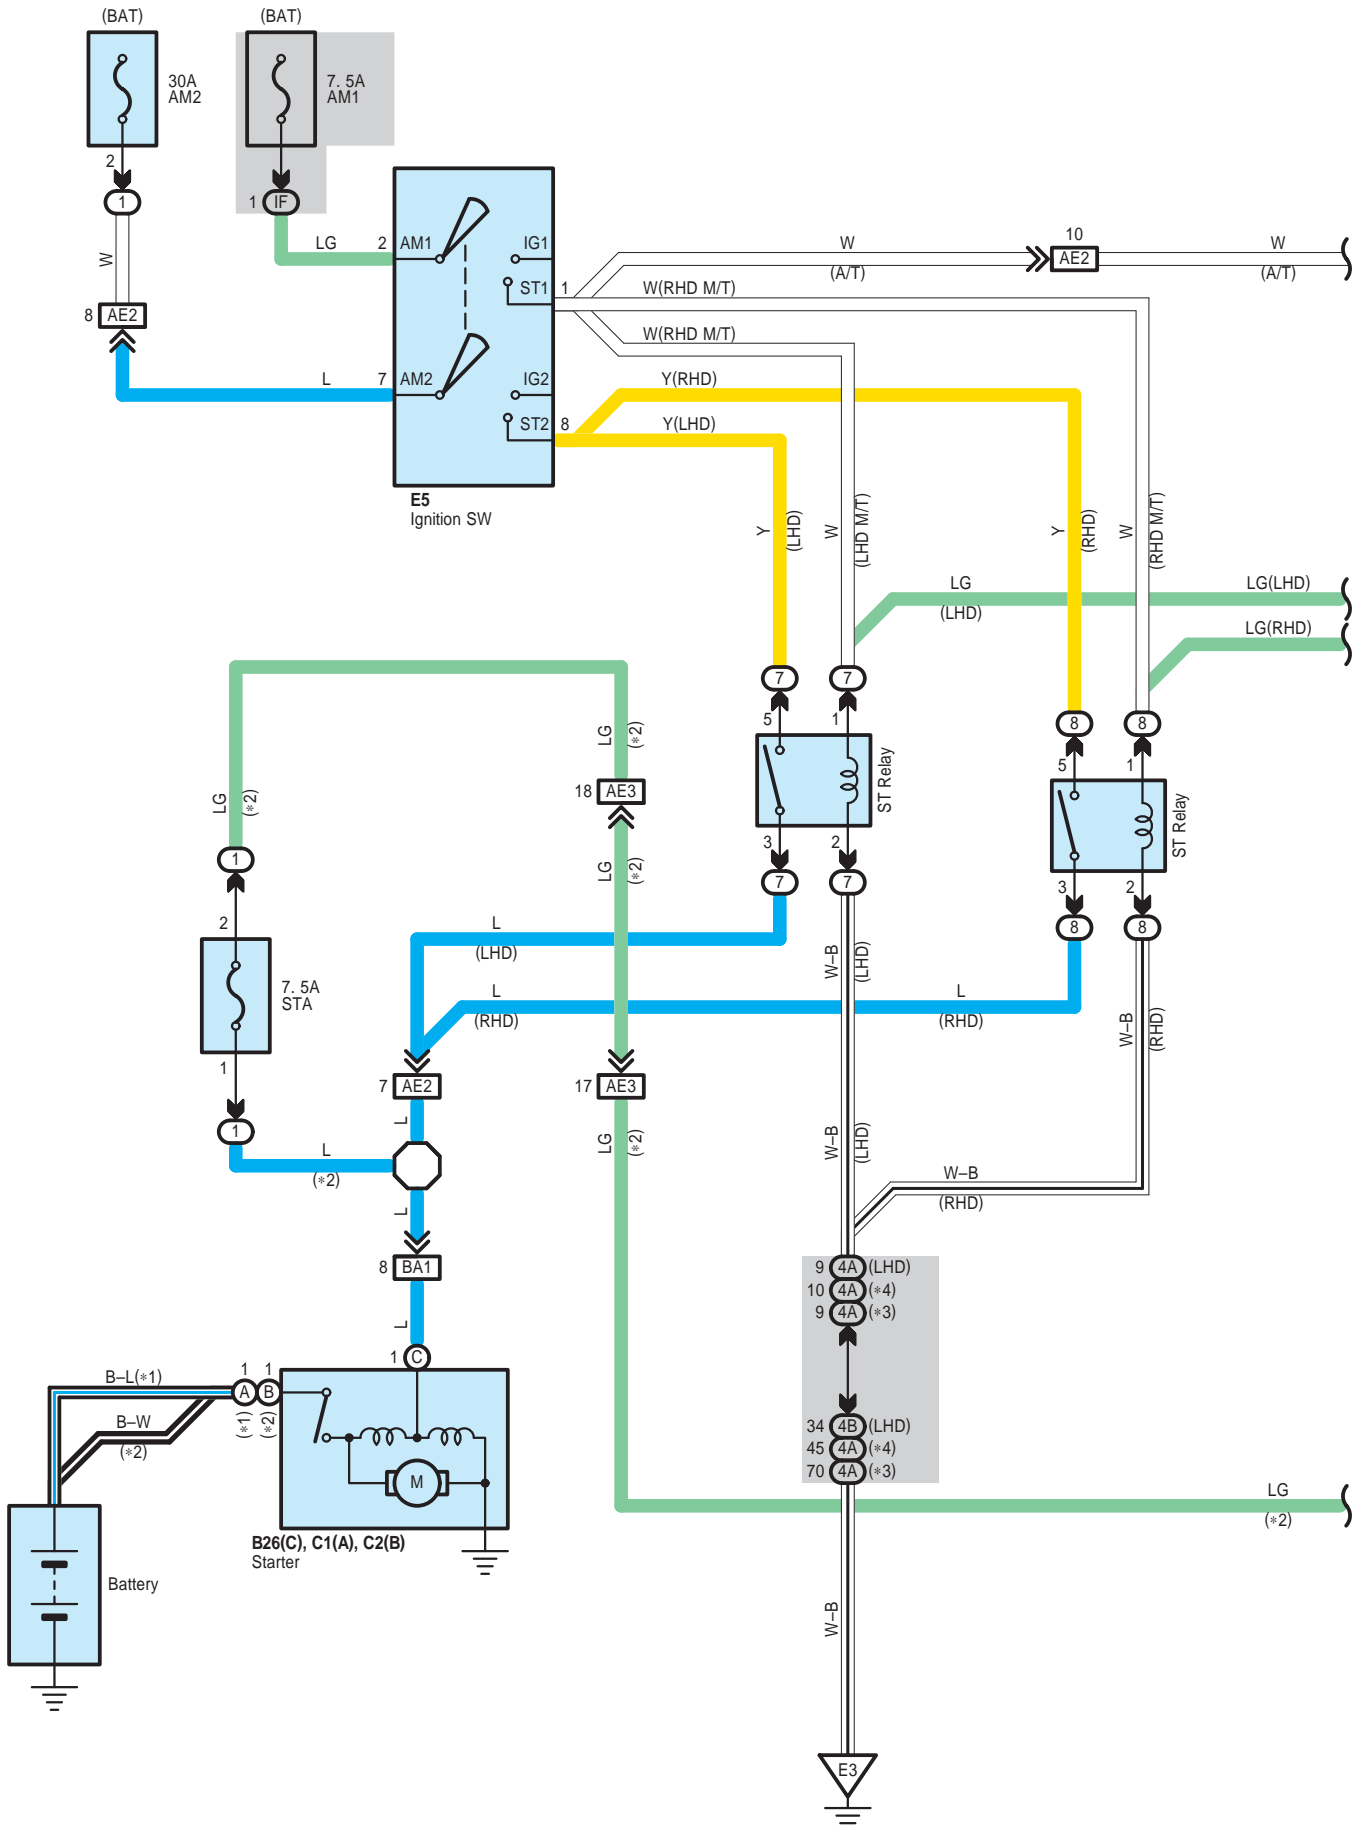 (BAT)
(BAT)
30A
AM2
7. 5A
AM1
2
1
1
IF
W
LG
2
AM1
IG1
ST1
1
W
(A/T)
10
AE2
W
(A/T)
W(RHD M/T)
W(RHD M/T)
8
AE2
L
7
AM2
IG2
ST2
8
Y(RHD)
Y(LHD)
E5
Ignition SW
Y
(LHD)
W
(LHD M/T)
Y
(RHD)
W
(RHD M/T)
LG
(LHD)
LG(LHD)
LG(RHD)
7
7
5
1
ST Relay
3
2
7
7
8
8
5
1
ST Relay
3
2
8
8
LG
(*2)
LG
(*2)
18
AE3
LG
(*2)
1
2
7. 5A
STA
1
1
L
(LHD)
L
(RHD)
L
(RHD)
W–B
(LHD)
W–B
(RHD)
7
AE2
17
AE3
L
L
(*2)
LG
(*2)
W–B
(LHD)
W–B
(RHD)
L
8
BA1
L
1
C
9
4A
(LHD)
10
4A
(*4)
9
4A
(*3)
B–L(*1)
B–W
(*2)
1
1
A
B
(*1)
(*2)
M
34
4B
(LHD)
45
4A
(*4)
70
4A
(*3)
LG
(*2)
B26(C), C1(A), C2(B)
Starter
Battery
W–B
E3